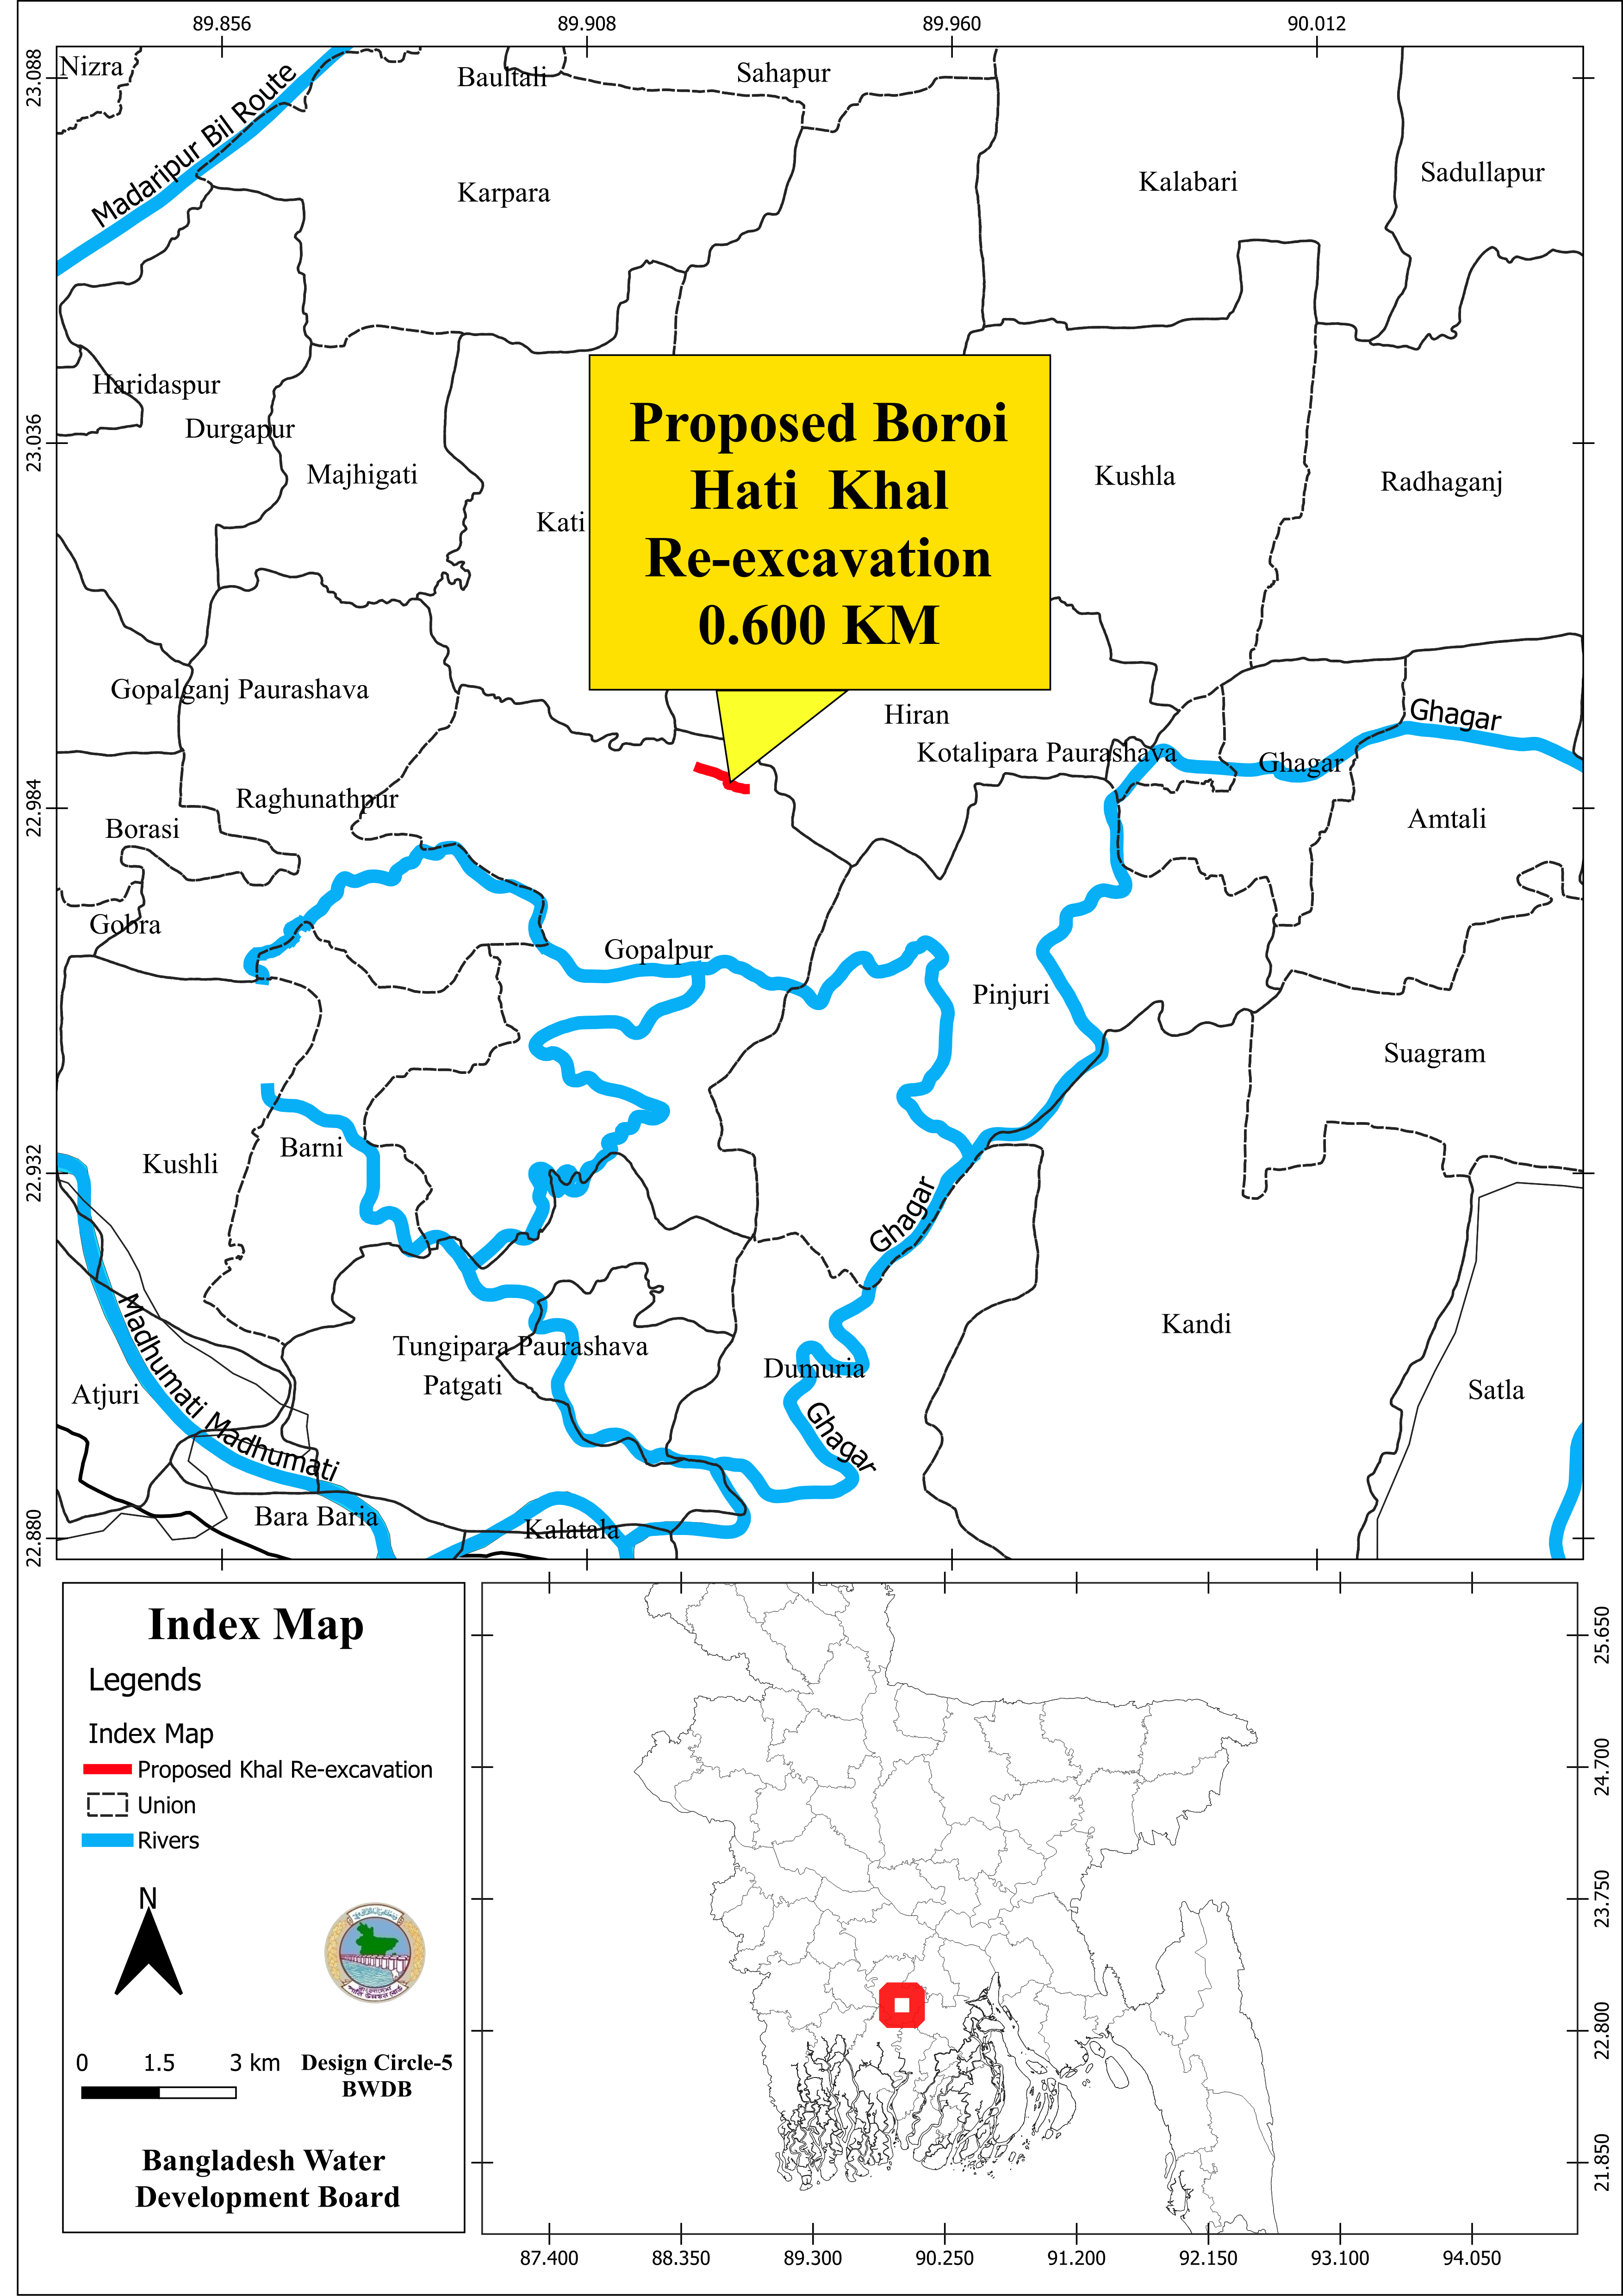 89.856
89.908
89.960
90.012
23.088
23.036
22.984
22.932
22.880
Nizra
Madaripur Bil Route
Baultali
Sahapur
Karpara
Kalabari
Sadullapur
Haridaspur
Durgapur
Majhigati
Kati
Proposed Boroi
Hati Khal
Re-excavation
0.600 KM
Kushla
Radhaganj
Gopalganj Paurashava
Hiran
Ghagar
Kotalipara Paurashava
Ghagar
Raghunathpur
Borasi
Amtali
Gobra
Gopalpur
Pinjuri
Suagram
Barni
Kushli
Ghagar
Kandi
Tungipara Paurashava
Patgati
Dumuria
Atjuri
Satla
Madhumati
Madhumati
Ghagar
Bara Baria
Kalatala
Index Map
Legends
Index Map
Proposed Khal Re-excavation
Union
Rivers
N
0 1.5 3 km
Design Circle-5
BWDB
Bangladesh Water
Development Board
25.650
24.700
23.750
22.800
21.850
87.400
88.350
89.300
90.250
91.200
92.150
93.100
94.050